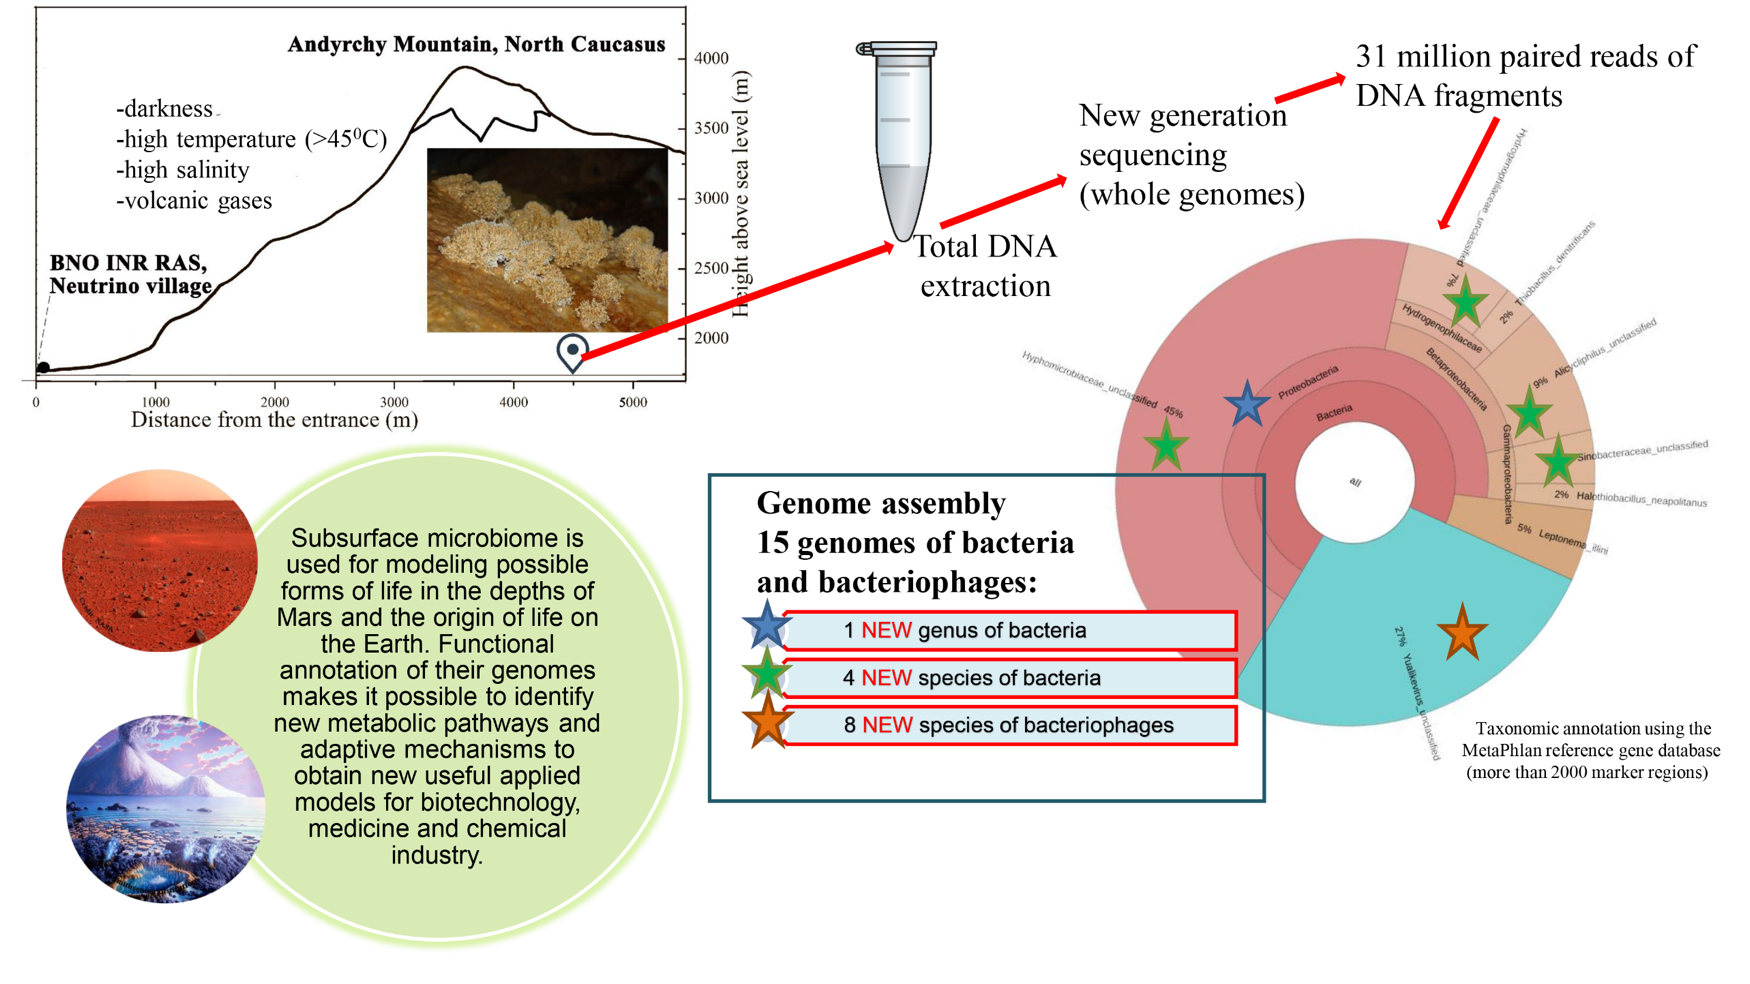 Andyrchy Mountain, North Caucasus
-darkness
-high temperature (>45⁰C)
-high salinity
-volcanic gases
BNO INR RAS,
Neutrino village
4000
3500
3000
2500
2000
Height above sea level (m)
0
1000
2000
3000
4000
5000
Distance from the entrance (m)
Total DNA
extraction
New generation
sequencing
(whole genomes)
31 million paired reads of
DNA fragments
Hydrogenophilaceae_unclassified 7%
2% Thiobacillus_denitrificans
9% Alicycliphilus_unclassified
Sinobacteraceae_unclassified
2% Halothiobacillus_neapolitanus
5% Leptonema_illini
27% Yualikevirus_unclassified
Hyphomicrobiaceae_unclassified 45%
Hydrogenophilaceae
Betaproteobacteria
Gammaproteobacteria
Proteobacteria
Bacteria
all
Genome assembly
15 genomes of bacteria
and bacteriophages:
1 NEW genus of bacteria
4 NEW species of bacteria
8 NEW species of bacteriophages
Taxonomic annotation using the
MetaPhlan reference gene database
(more than 2000 marker regions)
Subsurface microbiome is
used for modeling possible
forms of life in the depths of
Mars and the origin of life on
the Earth. Functional
annotation of their genomes
makes it possible to identify
new metabolic pathways and
adaptive mechanisms to
obtain new useful applied
models for biotechnology,
medicine and chemical
industry.